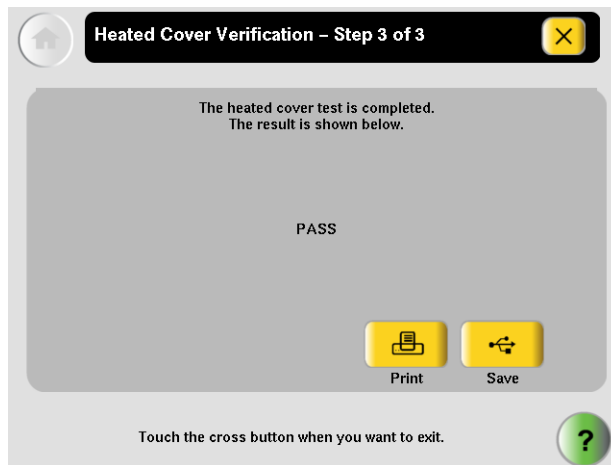 Heated Cover Verification – Step 3 of 3
The heated cover test is completed.
The result is shown below.
PASS
Print
Save
Touch the cross button when you want to exit.
?